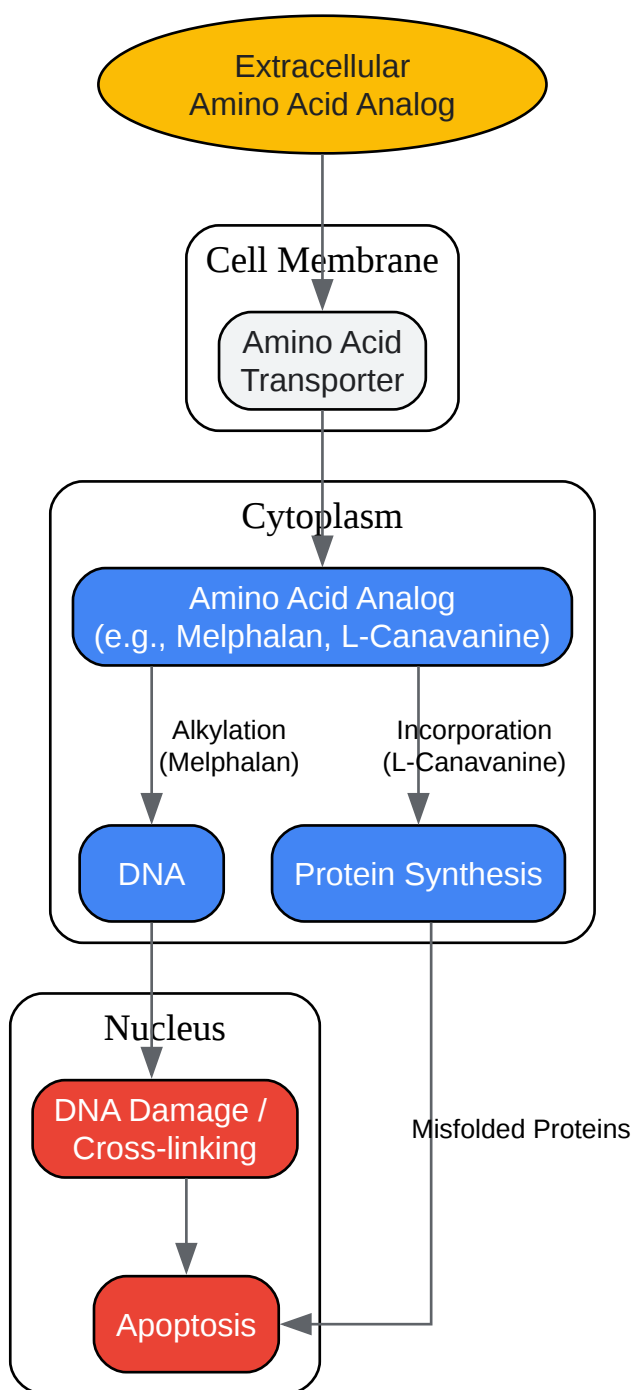 Extracellular
Amino Acid Analog
Cell Membrane
Amino Acid
Transporter
Cytoplasm
Amino Acid Analog
(e.g., Melphalan, L-Canavanine)
Alkylation
(Melphalan)
Incorporation
(L-Canavanine)
DNA
Protein Synthesis
Nucleus
DNA Damage /
Cross-linking
Misfolded Proteins
Apoptosis